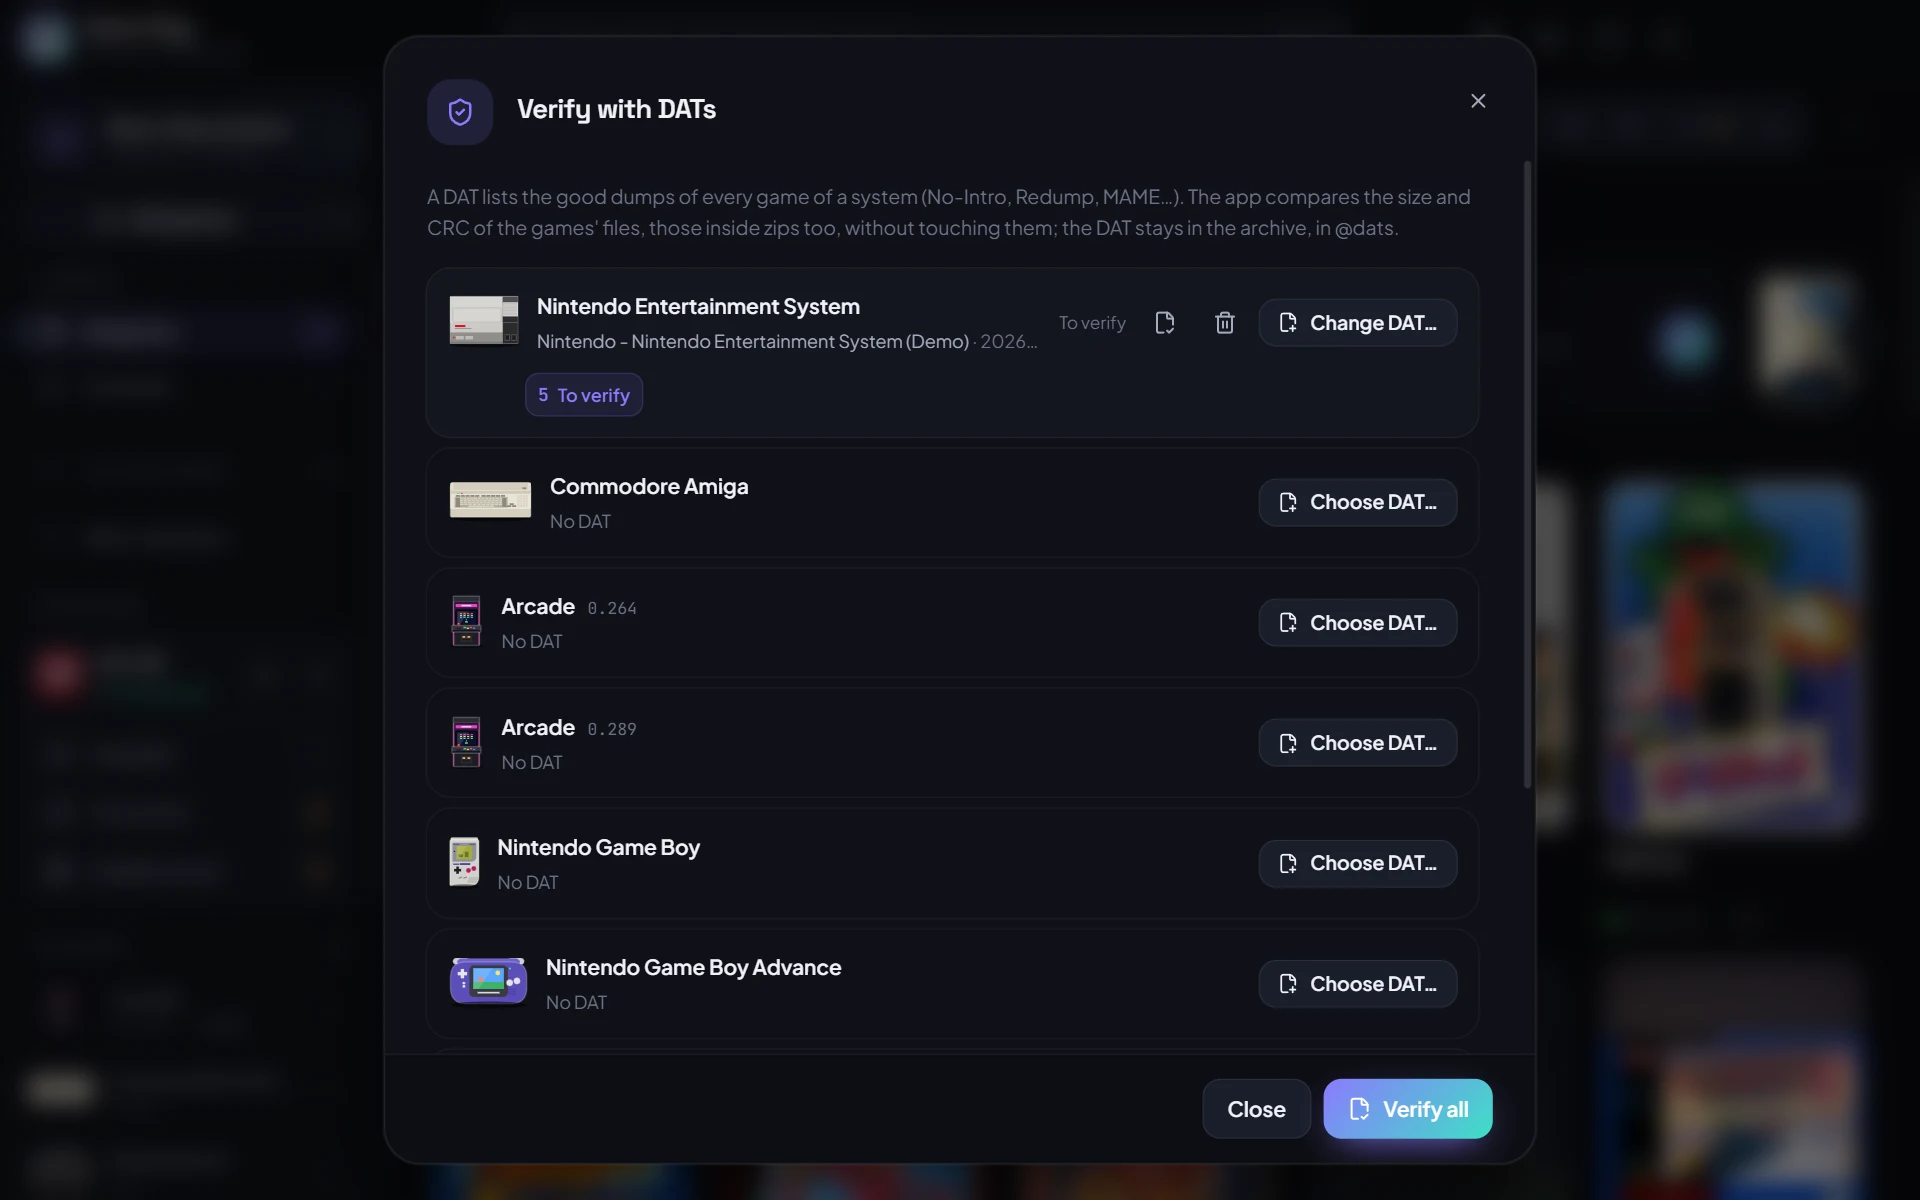 Verify with DATs
A DAT lists the good dumps of every game of a system (No-Intro, Redump, MAME…). The app compares the size and
CRC of the games' files, those inside zips too, without touching them; the DAT stays in the archive, in @dats.
Nintendo Entertainment System
Nintendo - Nintendo Entertainment System (Demo) · 2026…
To verify
Change DAT…
5 To verify
Commodore Amiga
No DAT
Choose DAT…
Arcade 0.264
No DAT
Choose DAT…
Arcade 0.289
No DAT
Choose DAT…
Nintendo Game Boy
No DAT
Choose DAT…
Nintendo Game Boy Advance
No DAT
Choose DAT…
Close
Verify all